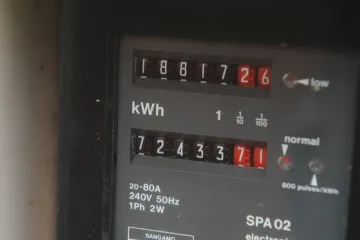 1881726
low
kWh 1 1/10 1/100
7243371
normal
800 pulses/kWh
20-80A
240V 50Hz
1Ph 2W
SPA02
SANGAMO